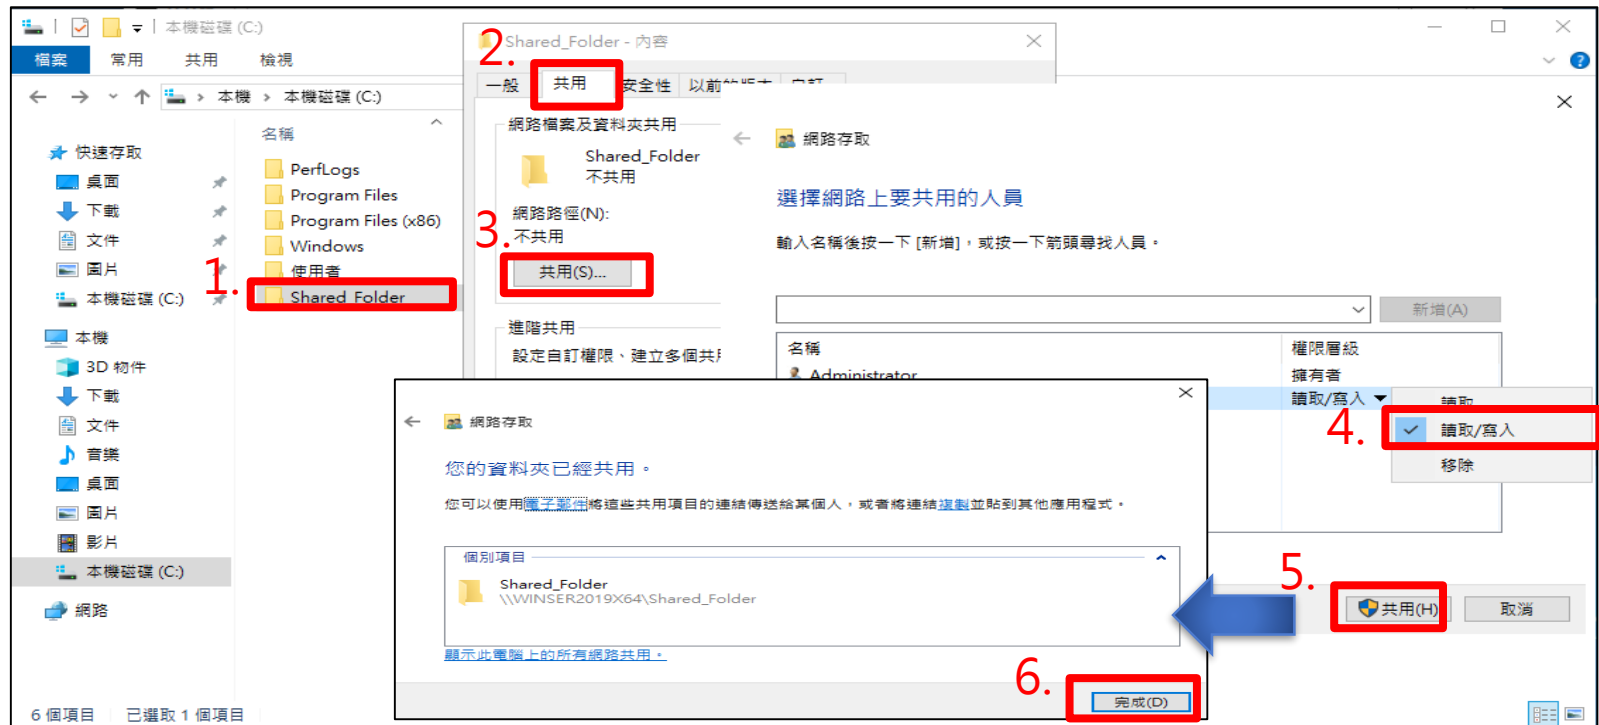 本機磁碟 (C:)
檔案 常用 共用 檢視
本機 › 本機磁碟 (C:)
快速存取
桌面
下載
文件
圖片
本機磁碟 (C:)
本機
3D 物件
下載
文件
音樂
桌面
圖片
影片
本機磁碟 (C:)
網路
6 個項目 已選取 1 個項目
名稱
PerfLogs
Program Files
Program Files (x86)
Windows
使用者
1.
Shared_Folder
2.
Shared_Folder - 內容
一般 共用 安全性 以前的版本 自訂
網路檔案及資料夾共用
Shared_Folder
不共用
網路路徑(N):
不共用
3.
共用(S)...
進階共用
設定自訂權限、建立多個共用
網路存取
選擇網路上要共用的人員
輸入名稱後按一下 [新增]，或按一下箭頭尋找人員。
新增(A)
名稱 權限層級
Administrator 擁有者
讀取/寫入
讀取
4.
讀取/寫入
移除
5.
共用(H) 取消
網路存取
您的資料夾已經共用。
您可以使用電子郵件將這些共用項目的連結傳送給某個人，或者將連結複製並貼到其他應用程式。
個別項目
Shared_Folder
\\WINSER2019X64\Shared_Folder
顯示此電腦上的所有網路共用。
6.
完成(D)